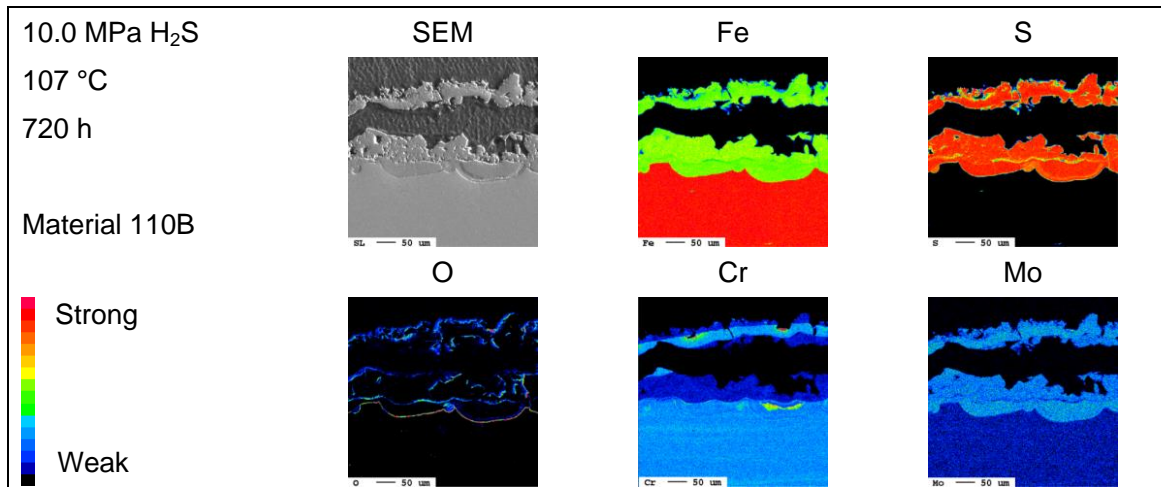 10.0 MPa H₂S
107 °C
720 h
Material 110B
Strong
Weak
SEM
SL 50 um
Fe
Fe 50 um
S
S 50 um
O
O 50 um
Cr
Cr 50 um
Mo
Mo 50 um